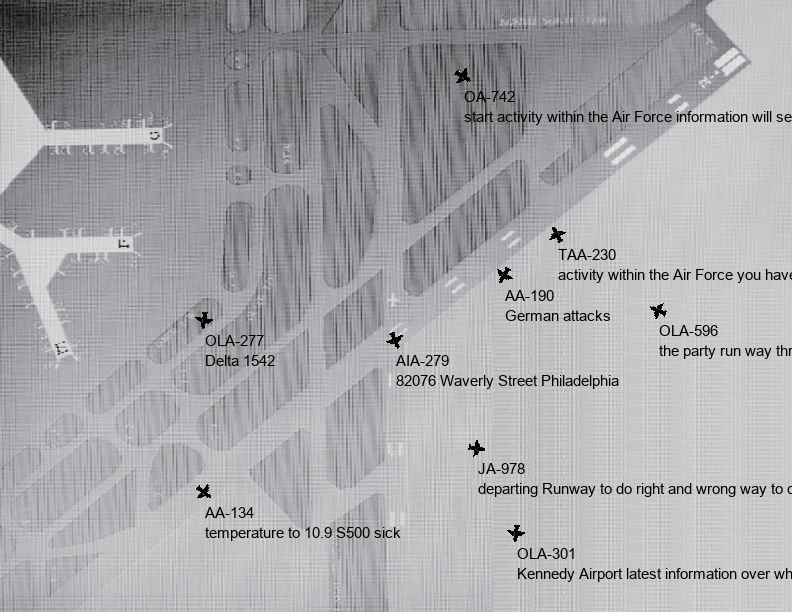 OA-742
start activity within the Air Force information will se
TAA-230
activity within the Air Force you have
AA-190
German attacks
OLA-596
the party run way thr
OLA-277
Delta 1542
AIA-279
82076 Waverly Street Philadelphia
JA-978
departing Runway to do right and wrong way to c
AA-134
temperature to 10.9 S500 sick
OLA-301
Kennedy Airport latest information over wh